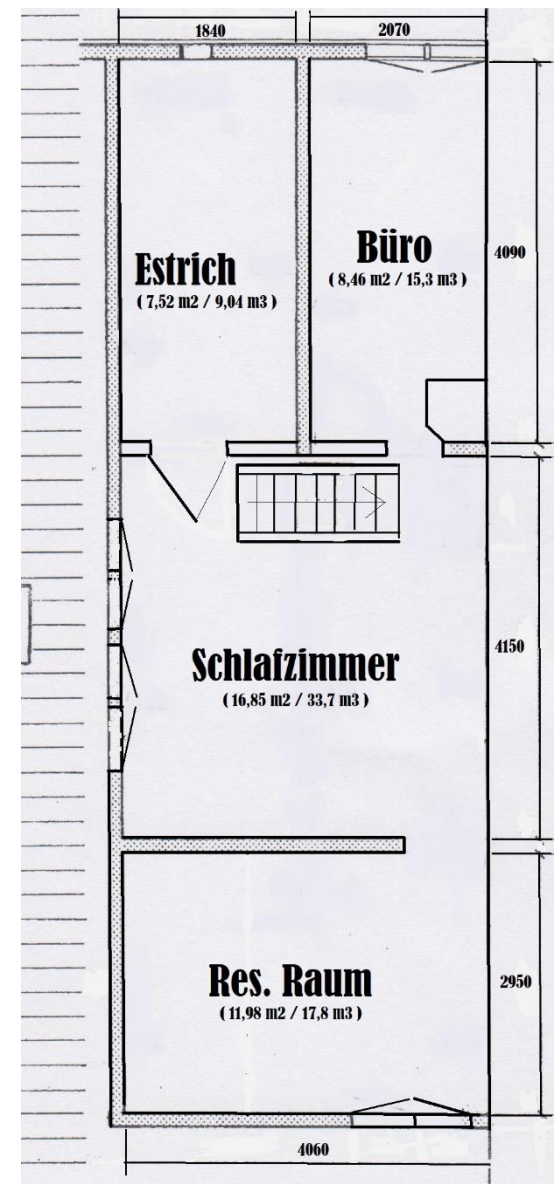 1840
2070
Estrich
( 7,52 m2 / 9,04 m3 )
Büro
( 8,46 m2 / 15,3 m3 )
4090
Schlafzimmer
( 16,85 m2 / 33,7 m3 )
4150
Res. Raum
( 11,98 m2 / 17,8 m3 )
2950
4060